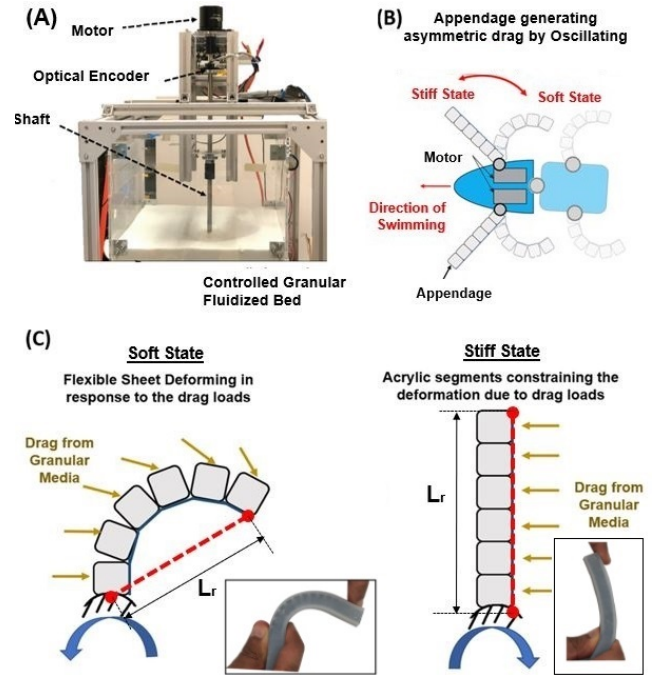 (A)
Motor
Optical Encoder
Shaft
Controlled Granular
Fluidized Bed
(B)
Appendage generating
asymmetric drag by Oscillating
Stiff State
Soft State
Motor
Direction of
Swimming
Appendage
(C)
Soft State
Flexible Sheet Deforming in
response to the drag loads
Drag from
Granular
Media
Lr
Stiff State
Acrylic segments constraining the
deformation due to drag loads
Lr
Drag from
Granular
Media